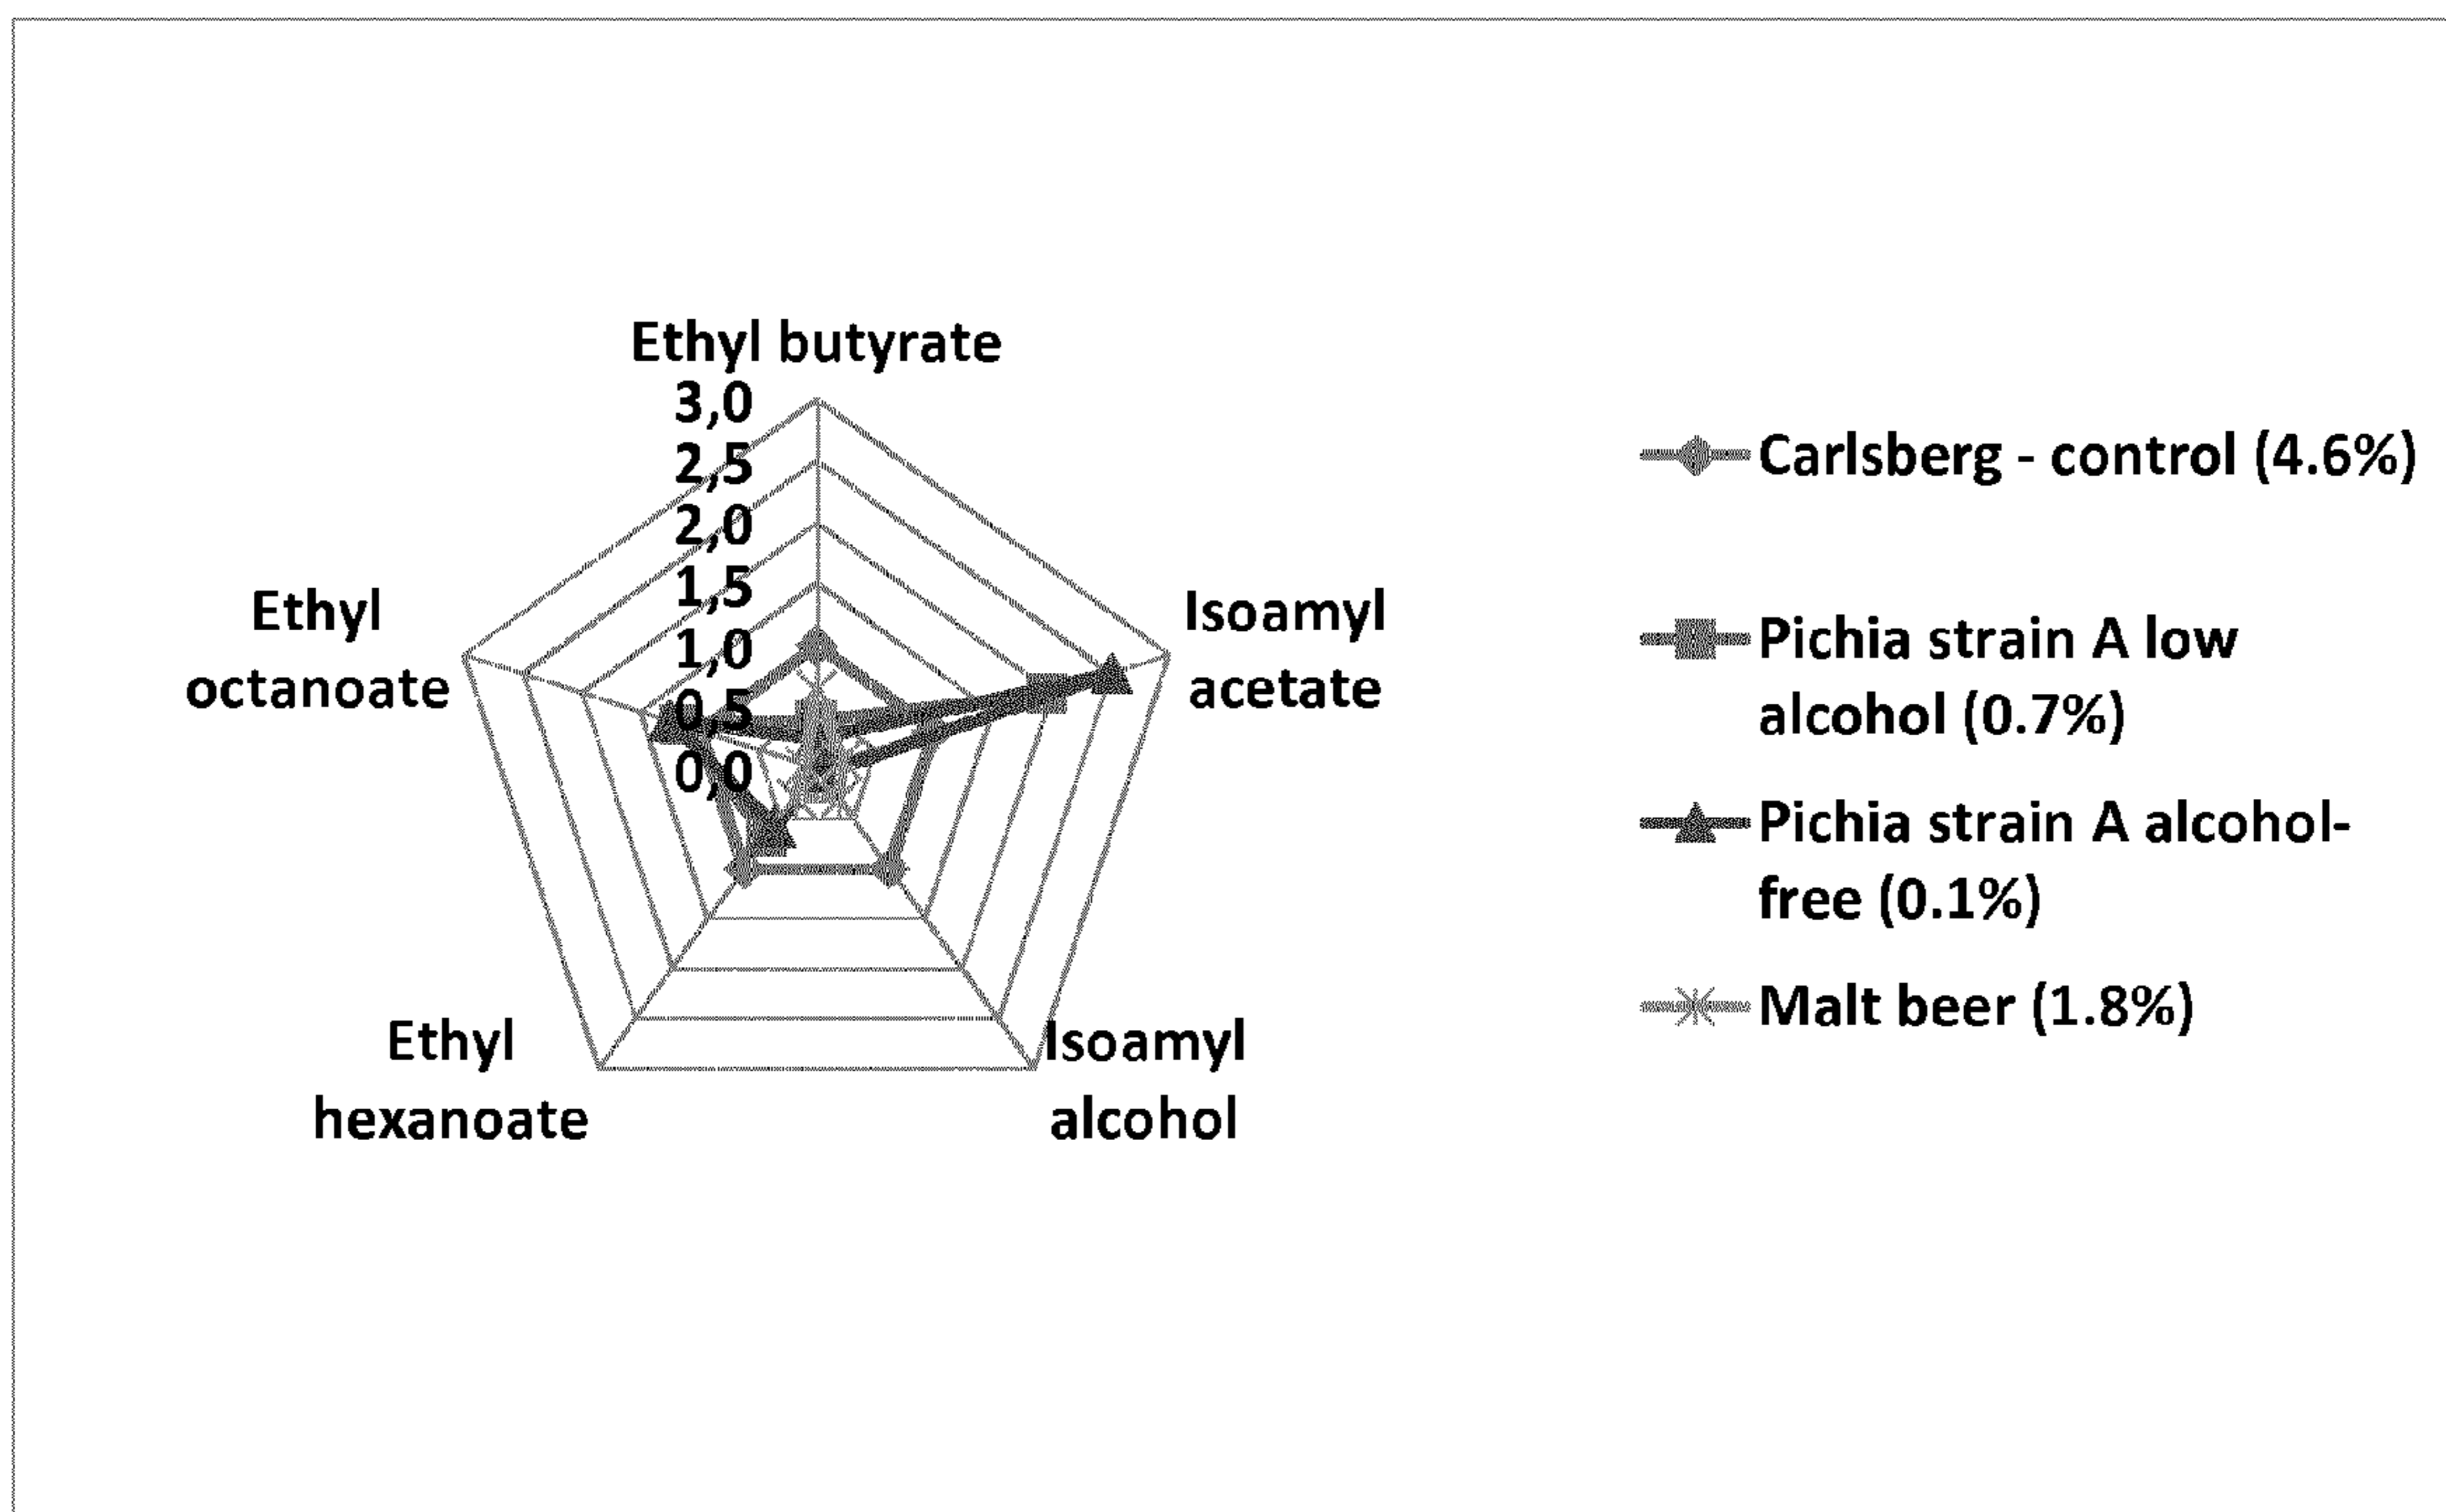 Ethyl butyrate
3,0
2,5
2,0
1,5
1,0
0,5
0,0
Isoamyl
acetate
Isoamyl
alcohol
Ethyl
hexanoate
Ethyl
octanoate
Carlsberg - control (4.6%)
Pichia strain A low
alcohol (0.7%)
Pichia strain A alcohol-
free (0.1%)
Malt beer (1.8%)